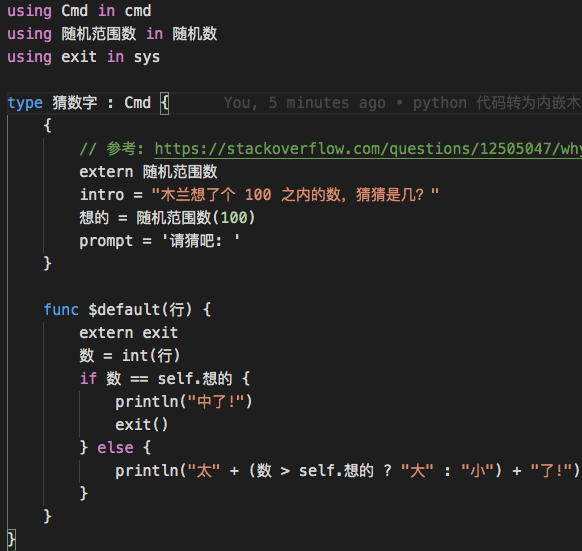 using Cmd in cmd
using 随机范围数 in 随机数
using exit in sys
type 猜数字 : Cmd { You, 5 minutes ago • python 代码转为内嵌木
{
// 参考: https://stackoverflow.com/questions/12505047/why
extern 随机范围数
intro = "木兰想了个 100 之内的数，猜猜是几？"
想的 = 随机范围数(100)
prompt = '请猜吧: '
}
func $default(行) {
extern exit
数 = int(行)
if 数 == self.想的 {
println("中了!")
exit()
} else {
println("太" + (数 > self.想的 ? "大" : "小") + "了!")
}
}
}